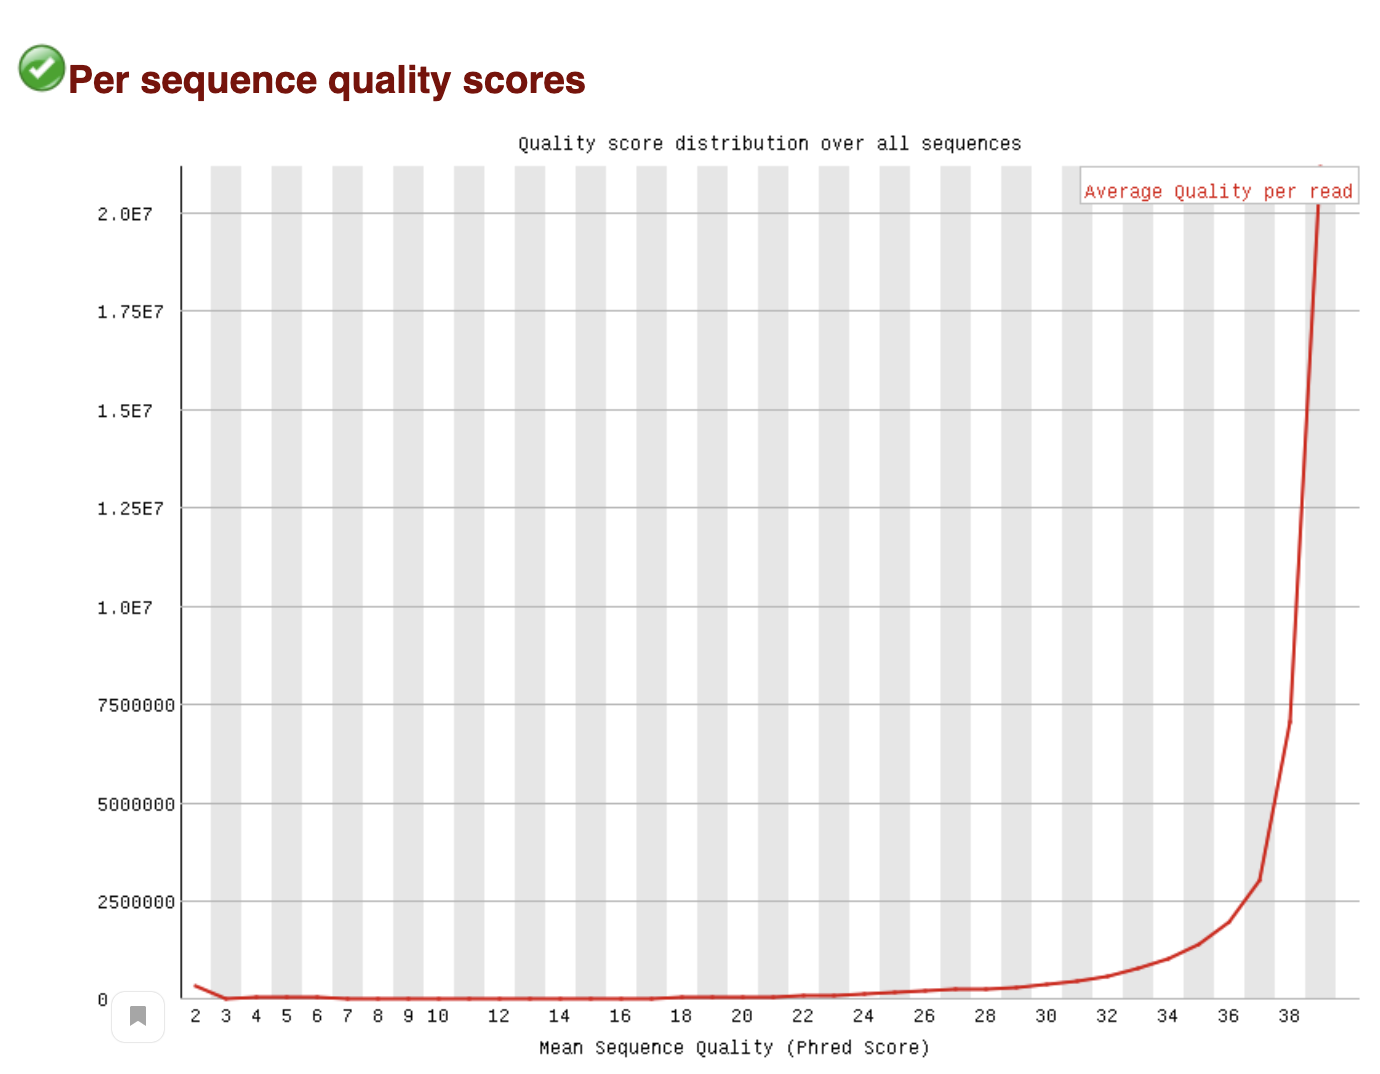 Per sequence quality scores
Quality score distribution over all sequences
Average Quality per read
2.0E7
1.75E7
1.5E7
1.25E7
1.0E7
7500000
5000000
2500000
0
2 3 4 5 6 7 8 9 10 12 14 16 18 20 22 24 26 28 30 32 34 36 38
Mean Sequence Quality (Phred Score)